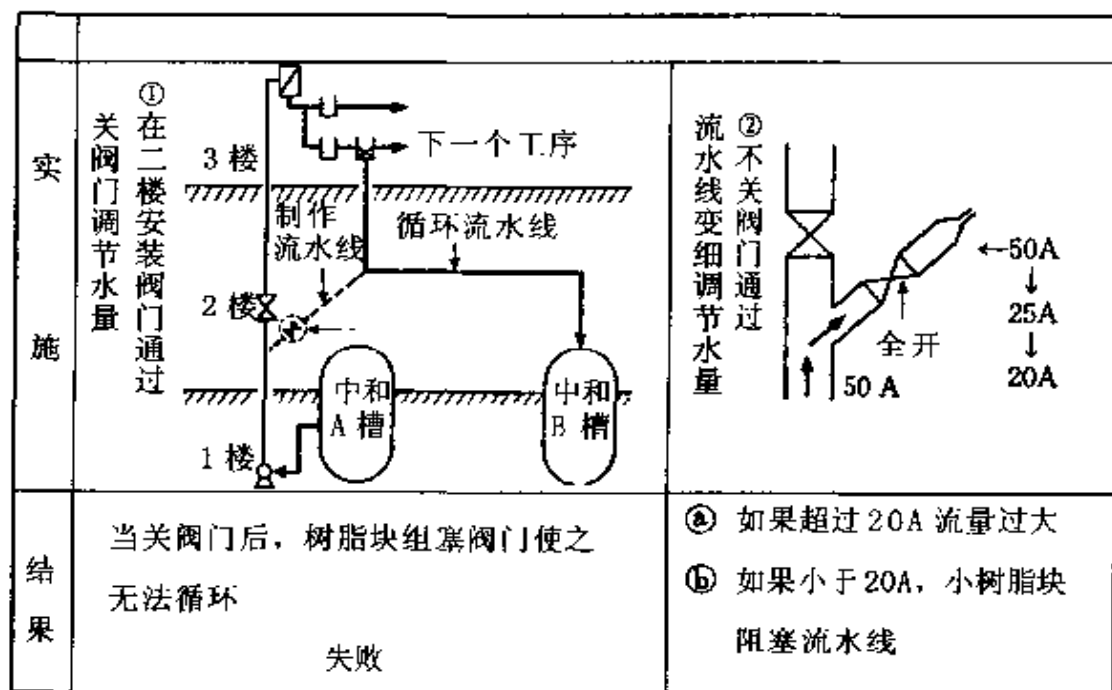 实施
①在二楼安装阀门通过
关阀门调节水量
3 楼
下一个工序
制作
流水线
循环流水线
2 楼
中和
A 槽
中和
B 槽
1 楼
②不关阀门通过
流水线变细调节水量
50A
25A
20A
全开
50 A
结果
当关阀门后，树脂块组塞阀门使之
无法循环
失败
ⓐ 如果超过 20A 流量过大
ⓑ 如果小于20A，小树脂块
阻塞流水线